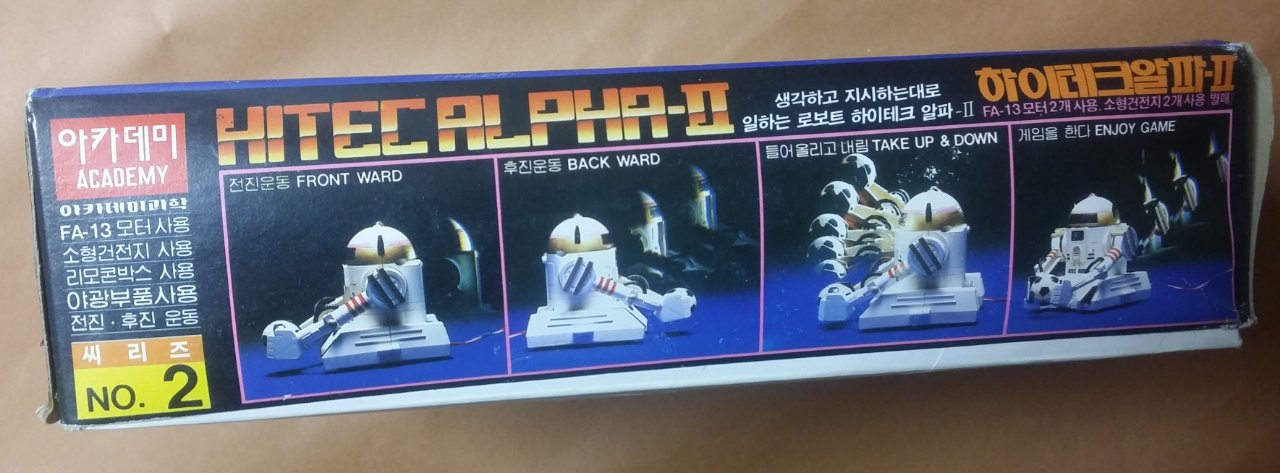 아카데미
ACADEMY
아카데미과학
FA-13 모터 사용
소형건전지 사용
리모콘박스 사용
야광부품사용
전진·후진 운동
씨리즈
NO. 2
HITEC ALPHA-II
생각하고 지시하는대로
일하는 로보트 하이테크 알파-II
하이테크알파-II
FA-13 모터 2개 사용. 소형건전지 2개 사용 별매
전진운동 FRONT WARD
후진운동 BACK WARD
들어올리고 내림 TAKE UP & DOWN
게임을 한다 ENJOY GAME